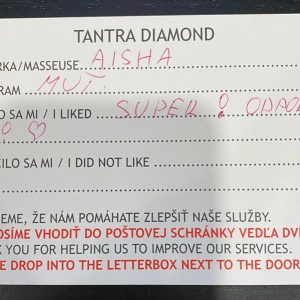 TANTRA DIAMOND
RKA/MASSEUSE AISHA
RAM MUŽ
O SA MI / I LIKED SUPER
ILO SA MI / I DID NOT LIKE
EME, ŽE NÁM POMÁHATE ZLEPŠIŤ NAŠE SLUŽBY.
OSÍME VHODIŤ DO POŠTOVEJ SCHRÁNKY VEDĽA DV
K YOU FOR HELPING US TO IMPROVE OUR SERVICES.
E DROP INTO THE LETTERBOX NEXT TO THE DOOR